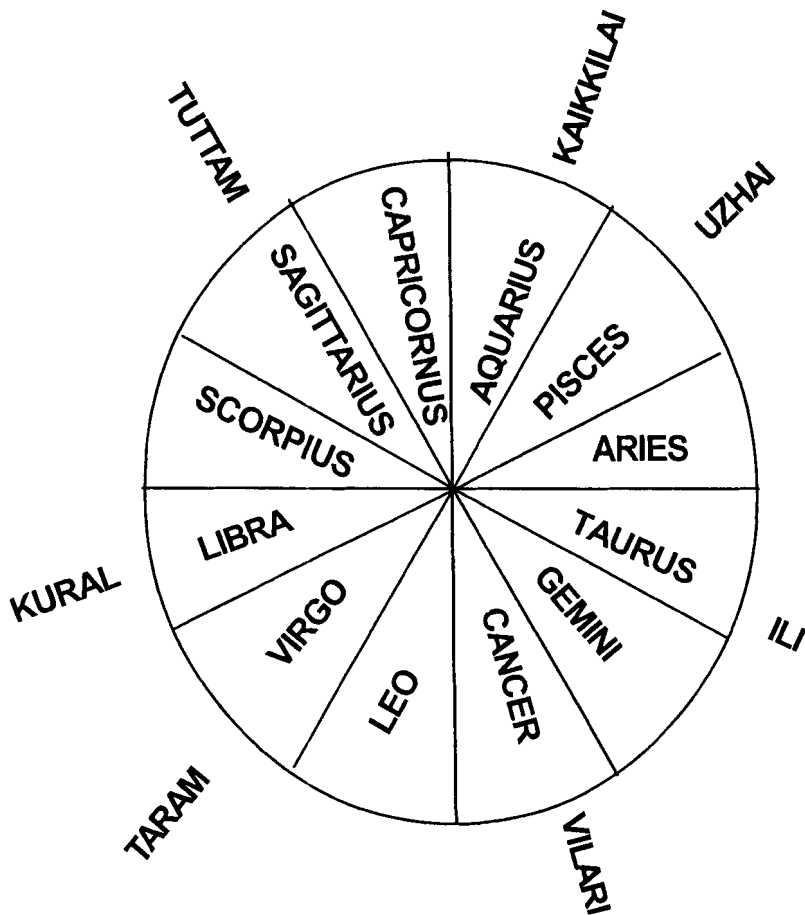 KAIKKILAI
TUTTAM
UZHAI
CAPRICORNUS
AQUARIUS
SAGITTARIUS
PISCES
SCORPIUS
ARIES
LIBRA
TAURUS
KURAL
VIRGO
GEMINI
ILI
LEO
CANCER
TARAM
VILARI